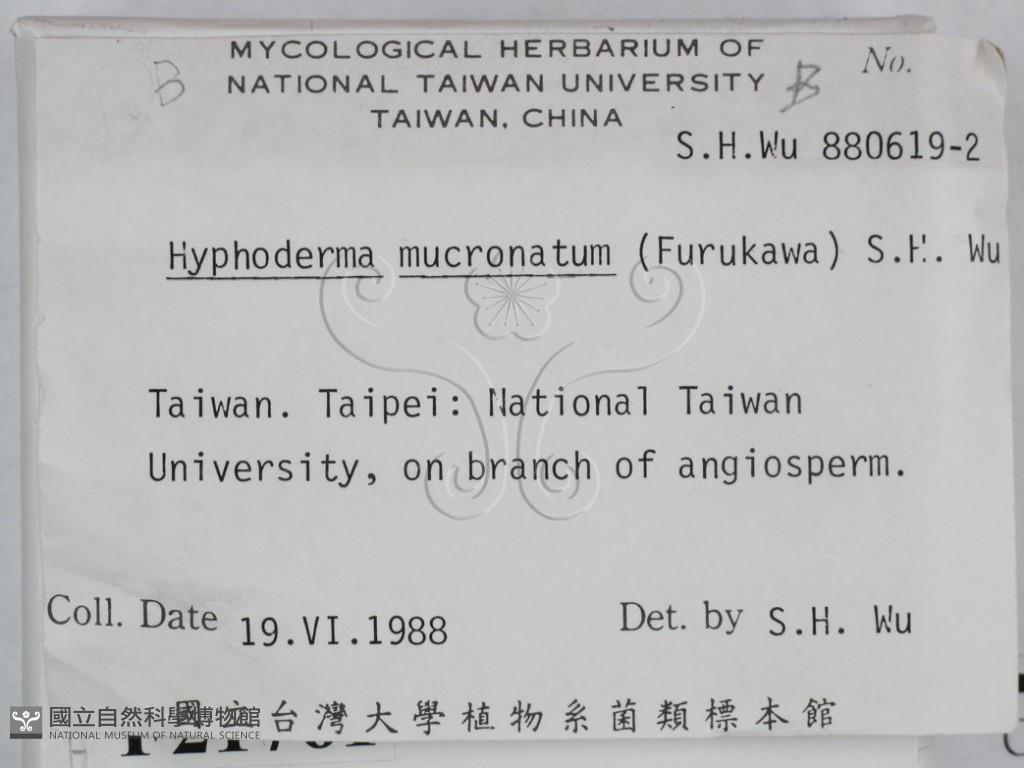 MYCOLOGICAL HERBARIUM OF
NATIONAL TAIWAN UNIVERSITY
TAIWAN, CHINA
B
B
No.
S.H.Wu 880619-2
Hyphoderma mucronatum (Furukawa) S.H. Wu
Taiwan. Taipei: National Taiwan
University, on branch of angiosperm.
Coll. Date 19.VI.1988
Det. by S.H. Wu
國立台灣大學植物系菌類標本館
國立自然科學博物館
NATIONAL MUSEUM OF NATURAL SCIENCE